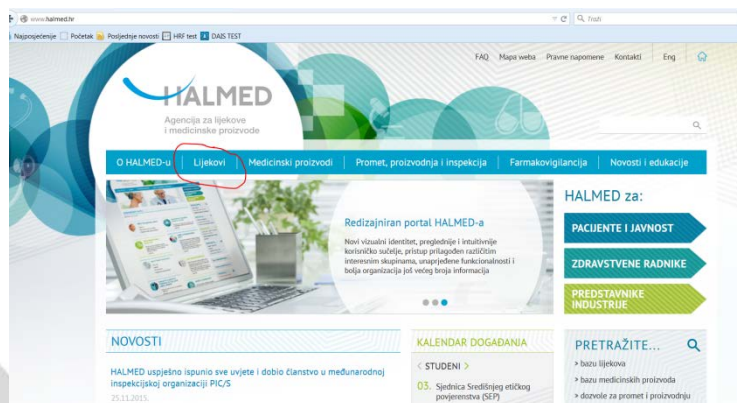 www.halmed.hr
Traži
Najposjećenije Početak Posljednje novosti HRF test DAIS TEST
FAQ Mapa weba Pravne napomene Kontakti Eng
HALMED
Agencija za lijekove
i medicinske proizvode
O HALMED-u Lijekovi Medicinski proizvodi Promet, proizvodnja i inspekcija Farmakovigilancija Novosti i edukacije
Redizajniran portal HALMED-a
Novi vizualni identitet, preglednije i intuitivnije
korisničko sučelje, pristup prilagođen različitim
interesnim skupinama, unaprjeđene funkcionalnosti i
bolja organizacija još većeg broja informacija
HALMED za:
PACIJENTE I JAVNOST
ZDRAVSTVENE RADNIKE
PREDSTAVNIKE
INDUSTRIJE
NOVOSTI
HALMED uspješno ispunio sve uvjete i dobio članstvo u međunarodnoj
inspekcijskoj organizaciji PIC/S
25.11.2015.
KALENDAR DOGAĐANJA
< STUDENI >
03. Sjednica Središnjeg etičkog
povjerenstva (SEP)
PRETRAŽITE...
> bazu lijekova
> bazu medicinskih proizvoda
> dozvole za promet i proizvodnju